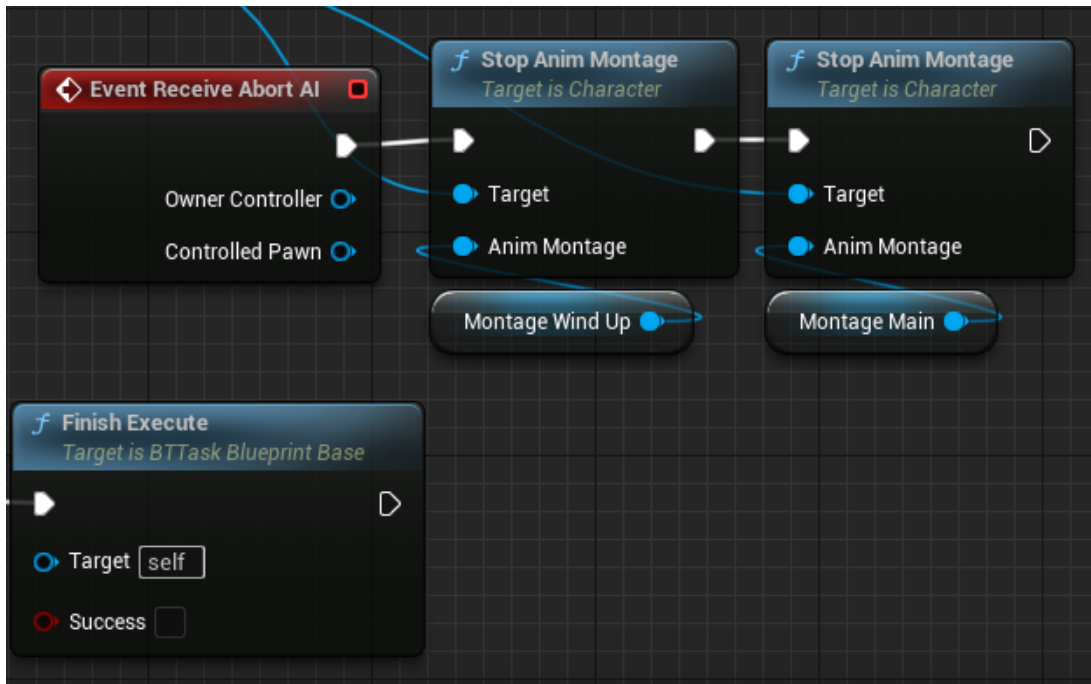 Event Receive Abort AI
Owner Controller
Controlled Pawn
f Stop Anim Montage
Target is Character
Target
Anim Montage
Montage Wind Up
f Stop Anim Montage
Target is Character
Target
Anim Montage
Montage Main
f Finish Execute
Target is BTTask Blueprint Base
Target self
Success